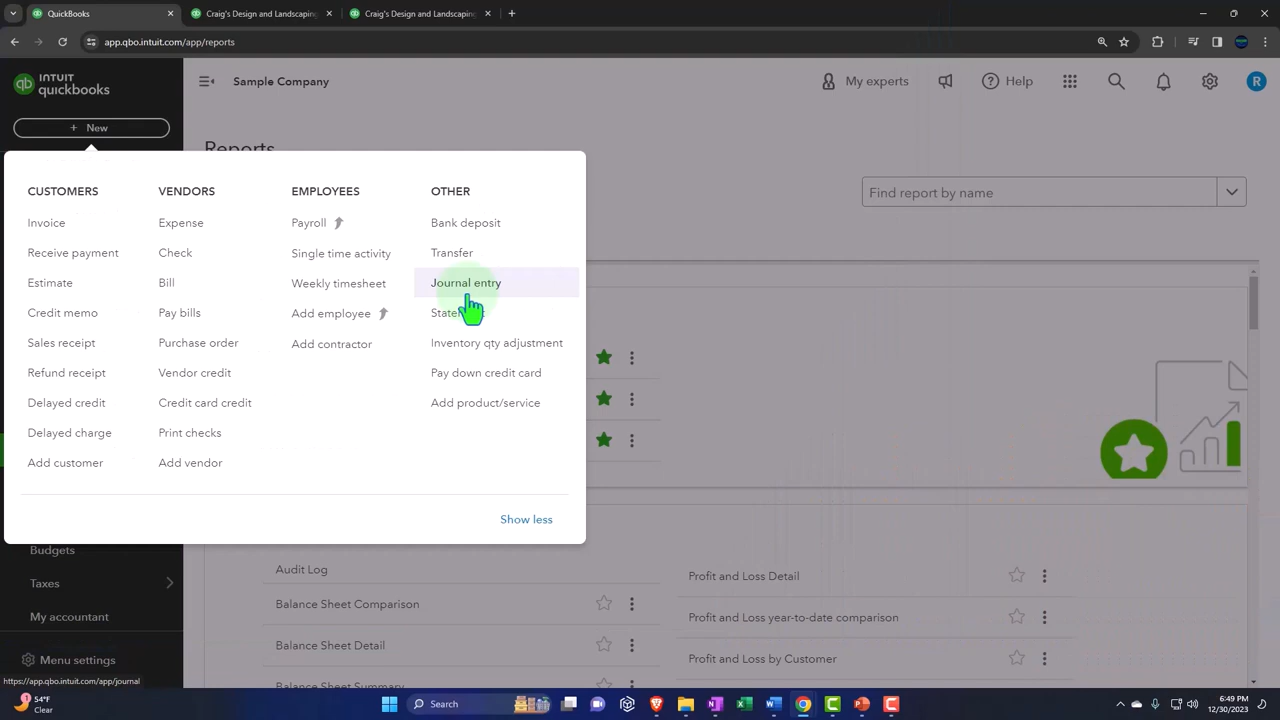 QuickBooks
Craig's Design and Landscaping
Craig's Design and Landscaping
app.qbo.intuit.com/app/reports
INTUIT
quickbooks
Sample Company
My experts
Help
R
+ New
Reports
Find report by name
CUSTOMERS
Invoice
Receive payment
Estimate
Credit memo
Sales receipt
Refund receipt
Delayed credit
Delayed charge
Add customer
VENDORS
Expense
Check
Bill
Pay bills
Purchase order
Vendor credit
Credit card credit
Print checks
Add vendor
EMPLOYEES
Payroll
Single time activity
Weekly timesheet
Add employee
Add contractor
OTHER
Bank deposit
Transfer
Journal entry
Inventory qty adjustment
Pay down credit card
Add product/service
Show less
Budgets
Taxes
My accountant
Menu settings
Audit Log
Balance Sheet Comparison
Balance Sheet Detail
Balance Sheet Summary
Profit and Loss Detail
Profit and Loss year-to-date comparison
Profit and Loss by Customer
https://app.qbo.intuit.com/app/journal
1
54°F
Clear
Search
6:49 PM
12/30/2023